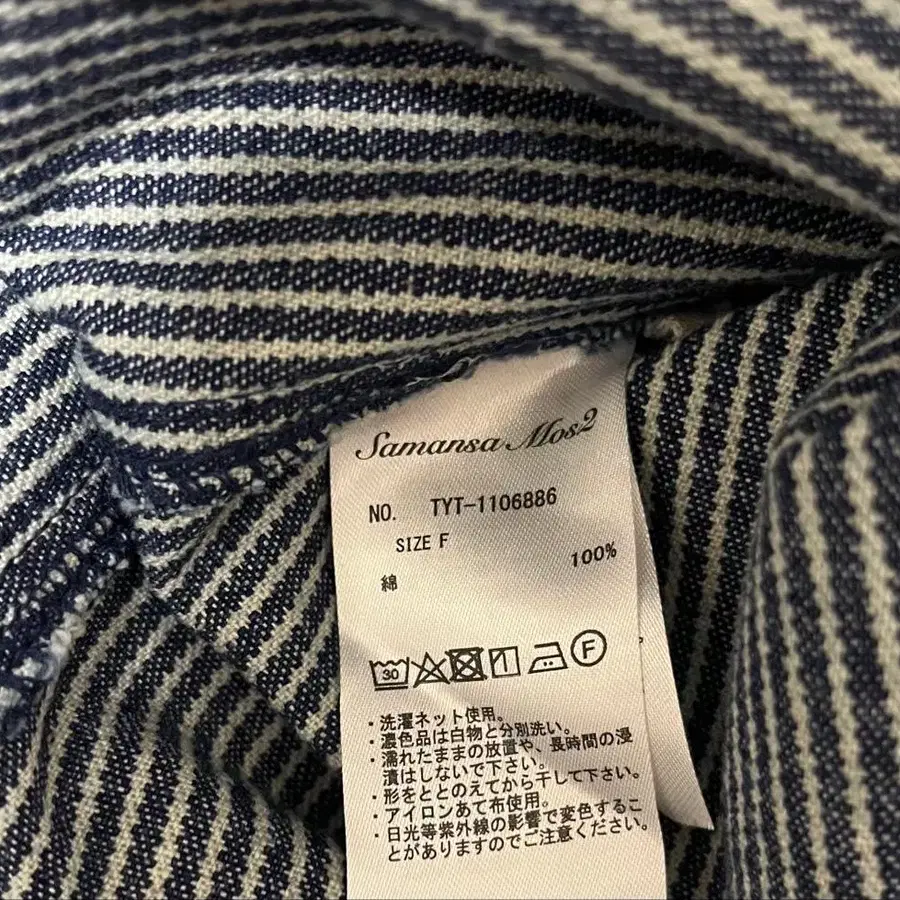 Samansa Mos2
NO. TYT-1106886
SIZE F
綿 100%
30 F
・洗濯ネット使用。
・濃色品は白物と分別洗い。
・濡れたままの放置や、長時間の浸
漬はしないで下さい。
・形をととのえてから干して下さい。
・アイロンあて布使用。
・日光等紫外線の影響で変色するこ
とがありますのでご注意ください。